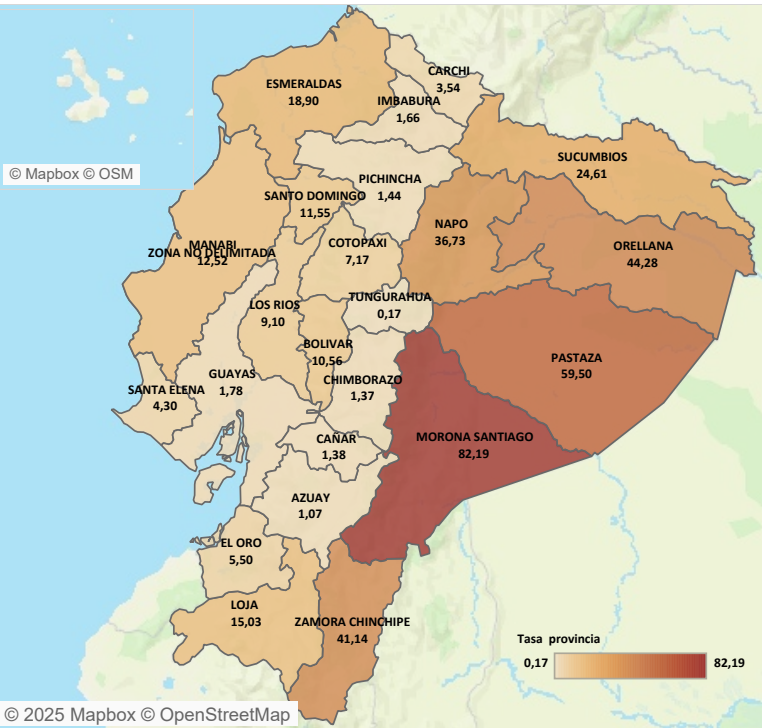 CARCHI
3,54
ESMERALDAS
18,90
IMBABURA
1,66
SUCUMBIOS
24,61
© Mapbox © OSM
PICHINCHA
1,44
SANTO DOMINGO
11,55
NAPO
36,73
MANABI
ZONA NO DELIMITADA
12,52
COTOPAXI
7,17
ORELLANA
44,28
TUNGURAHUA
0,17
LOS RIOS
9,10
BOLIVAR
10,56
PASTAZA
59,50
GUAYAS
1,78
CHIMBORAZO
1,37
SANTA ELENA
4,30
CAÑAR
1,38
MORONA SANTIAGO
82,19
AZUAY
1,07
EL ORO
5,50
LOJA
15,03
ZAMORA CHINCHIPE
41,14
Tasa provincia
0,17 82,19
© 2025 Mapbox © OpenStreetMap